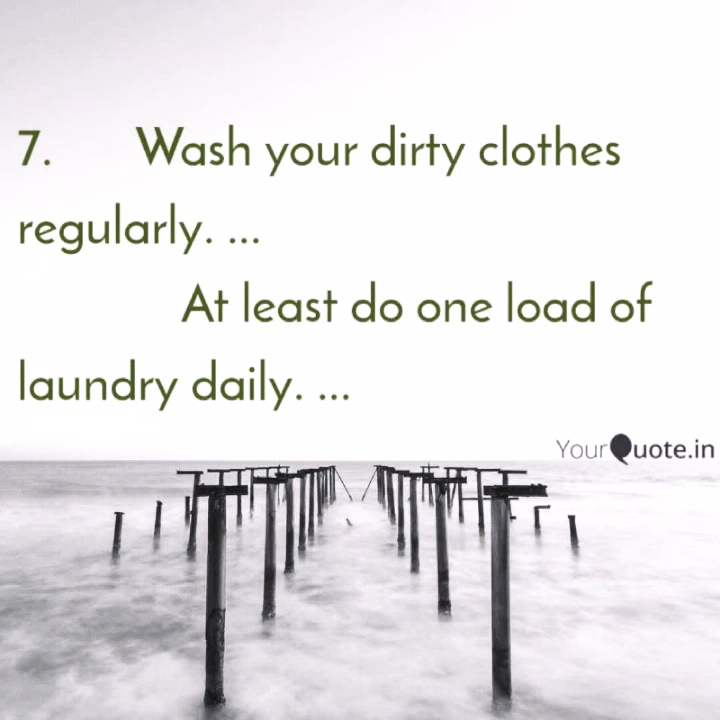 7. Wash your dirty clothes
regularly. ...
At least do one load of
laundry daily. ...
YourQuote.in